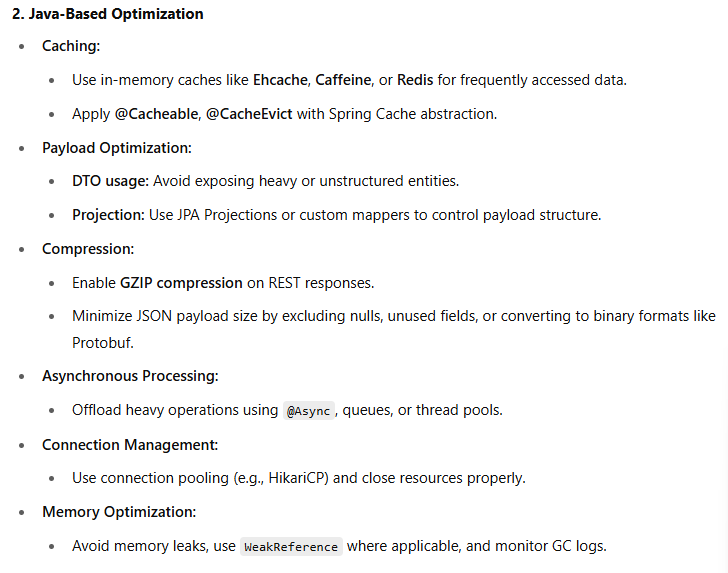 2. Java-Based Optimization
• Caching:
• Use in-memory caches like Ehcache, Caffeine, or Redis for frequently accessed data.
• Apply @Cacheable, @CacheEvict with Spring Cache abstraction.
• Payload Optimization:
• DTO usage: Avoid exposing heavy or unstructured entities.
• Projection: Use JPA Projections or custom mappers to control payload structure.
• Compression:
• Enable GZIP compression on REST responses.
• Minimize JSON payload size by excluding nulls, unused fields, or converting to binary formats like
Protobuf.
• Asynchronous Processing:
• Offload heavy operations using @Async, queues, or thread pools.
• Connection Management:
• Use connection pooling (e.g., HikariCP) and close resources properly.
• Memory Optimization:
• Avoid memory leaks, use WeakReference where applicable, and monitor GC logs.